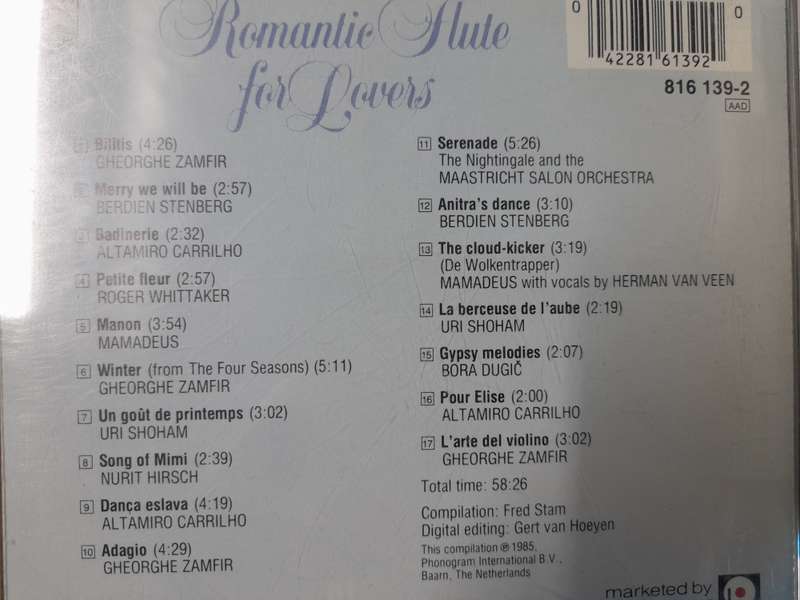 Romantic Flute
for Lovers
0 42281 61392 0
816 139-2
AAD
1 Bilitis (4:26)
GHEORGHE ZAMFIR
2 Merry we will be (2:57)
BERDIEN STENBERG
3 Badinerie (2:32)
ALTAMIRO CARRILHO
4 Petite fleur (2:57)
ROGER WHITTAKER
5 Manon (3:54)
MAMADEUS
6 Winter (from The Four Seasons) (5:11)
GHEORGHE ZAMFIR
7 Un goût de printemps (3:02)
URI SHOHAM
8 Song of Mimi (2:39)
NURIT HIRSCH
9 Dança eslava (4:19)
ALTAMIRO CARRILHO
10 Adagio (4:29)
GHEORGHE ZAMFIR
11 Serenade (5:26)
The Nightingale and the
MAASTRICHT SALON ORCHESTRA
12 Anitra's dance (3:10)
BERDIEN STENBERG
13 The cloud-kicker (3:19)
(De Wolkentrapper)
MAMADEUS with vocals by HERMAN VAN VEEN
14 La berceuse de l'aube (2:19)
URI SHOHAM
15 Gypsy melodies (2:07)
BORA DUGIČ
16 Pour Elise (2:00)
ALTAMIRO CARRILHO
17 L'arte del violino (3:02)
GHEORGHE ZAMFIR
Total time: 58:26
Compilation: Fred Stam
Digital editing: Gert van Hoeyen
This compilation ℗ 1985,
Phonogram International B.V.,
Baarn, The Netherlands
marketed by